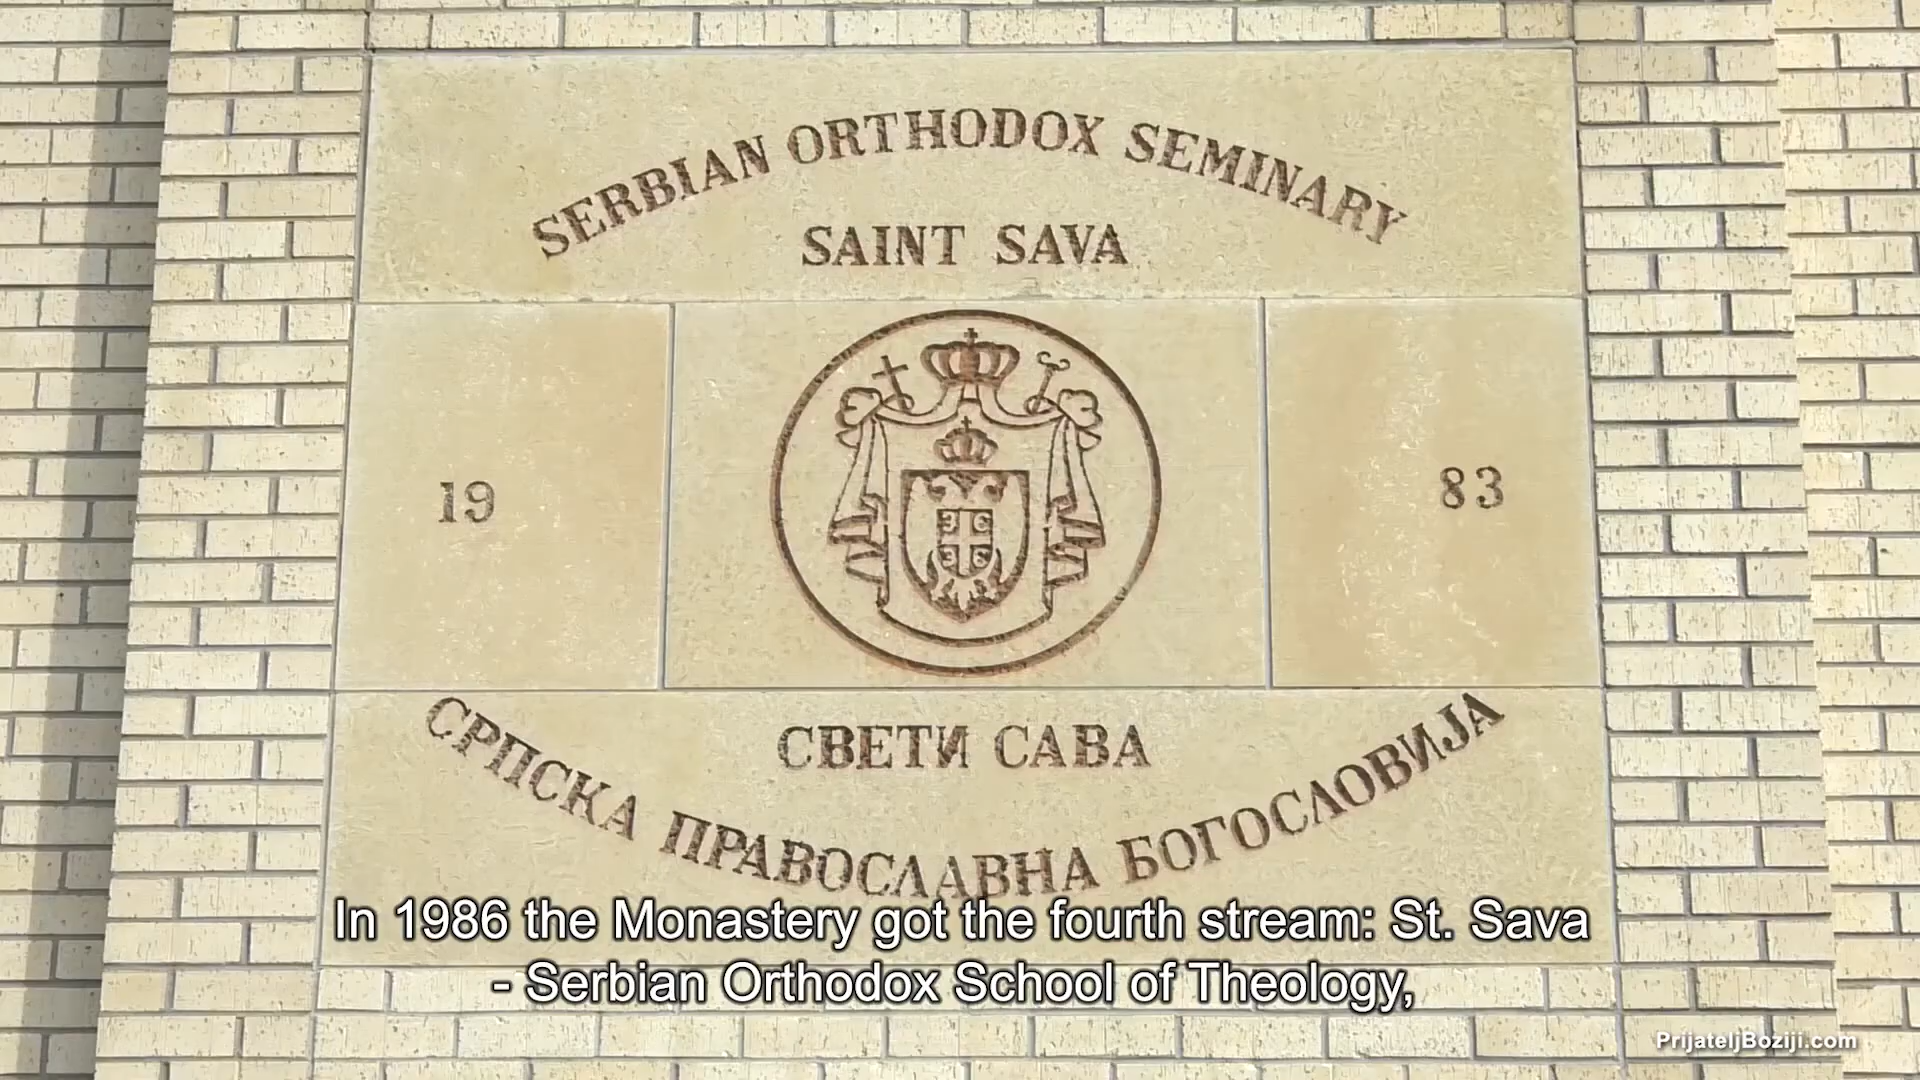 SERBIAN ORTHODOX SEMINARY
SAINT SAVA
19
83
СВЕТИ САВА
СРПСКА ПРАВОСЛАВНА БОГОСЛОВИЈА
In 1986 the Monastery got the fourth stream: St. Sava
- Serbian Orthodox School of Theology,
PrijateljBoziji.com